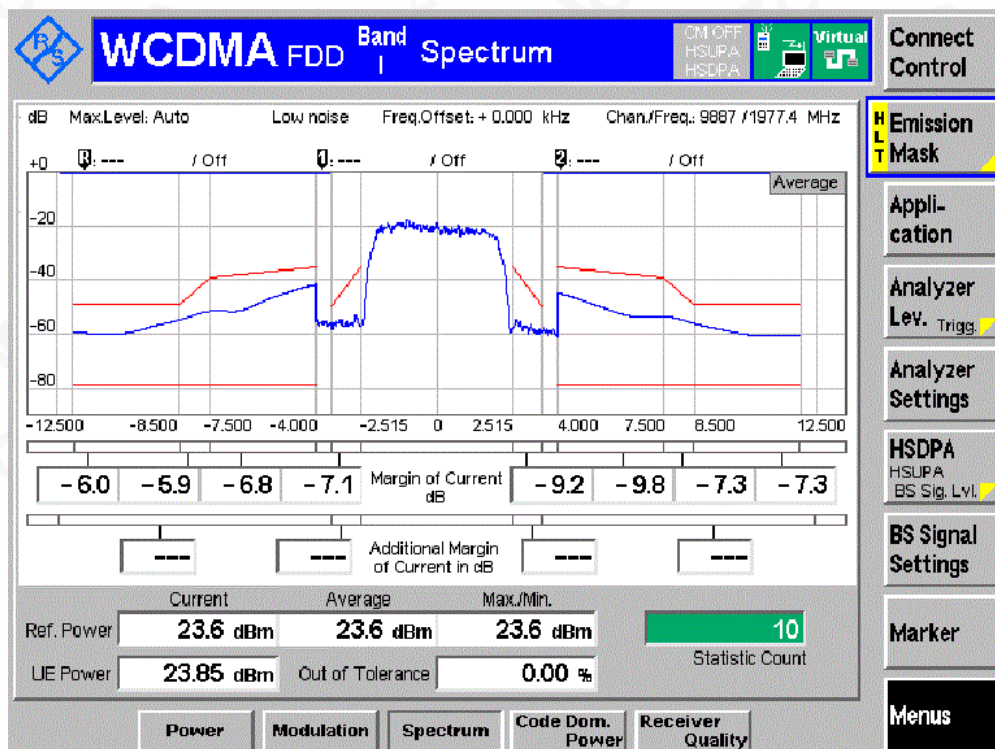 R/S
WCDMA FDD Band I Spectrum
CM OFF
HSUPA
HSDPA
Virtual
Connect
Control
dB Max.Level: Auto Low noise Freq.Offset: + 0.000 kHz Chan./Freq.: 9887 / 1977.4 MHz
H
L
T
Emission
Mask
+0 R: --- / Off 1: --- / Off 2: --- / Off
Average
-20
-40
-60
-80
-12.500 -8.500 -7.500 -4.000 -2.515 0 2.515 4.000 7.500 8.500 12.500
Appli-
cation
Analyzer
Lev. Trigg.
Analyzer
Settings
-6.0 -5.9 -6.8 -7.1 Margin of Current -9.2 -9.8 -7.3 -7.3
dB
HSDPA
HSUPA
BS Sig. Lvl.
--- --- Additional Margin --- ---
of Current in dB
BS Signal
Settings
Current Average Max./Min.
Ref. Power 23.6 dBm 23.6 dBm 23.6 dBm 10
Statistic Count
UE Power 23.85 dBm Out of Tolerance 0.00 %
Marker
Menus
Power
Modulation
Spectrum
Code Dom.
Power
Receiver
Quality